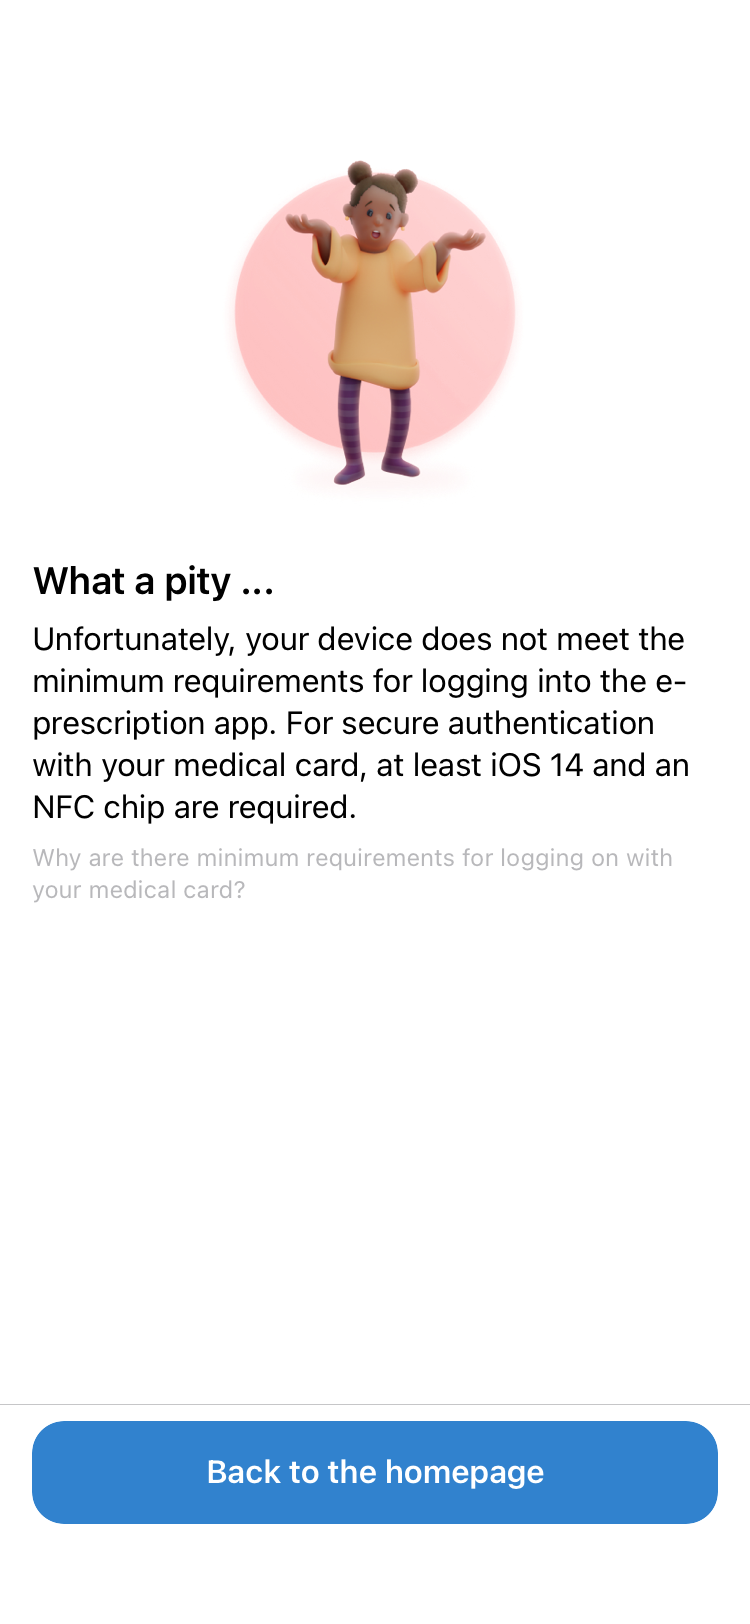 What a pity ...
Unfortunately, your device does not meet the
minimum requirements for logging into the e-
prescription app. For secure authentication
with your medical card, at least iOS 14 and an
NFC chip are required.
Why are there minimum requirements for logging on with
your medical card?
Back to the homepage